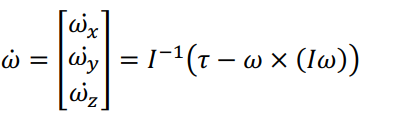 ω̇ = [ω̇x ω̇y ω̇z] = I⁻¹(τ − ω × (Iω))